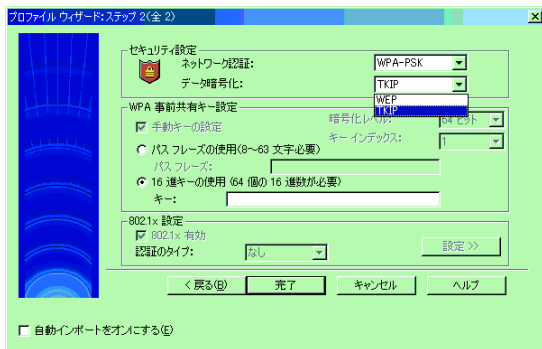 プロファイル ウィザード:ステップ 2(全 2)
セキュリティ設定
ネットワーク認証: WPA-PSK
データ暗号化: TKIP
WEP
TKIP
WPA 事前共有キー設定
手動キーの設定
暗号化レベル: 64 ビット
キー インデックス: 1
パス フレーズの使用(8～63 文字必要)
パス フレーズ:
16 進キーの使用 (64 個の 16 進数が必要)
キー:
802.1x 設定
802.1x 有効
認証のタイプ: なし
設定 >>
< 戻る(B) 完了 キャンセル ヘルプ
自動インポートをオンにする(E)